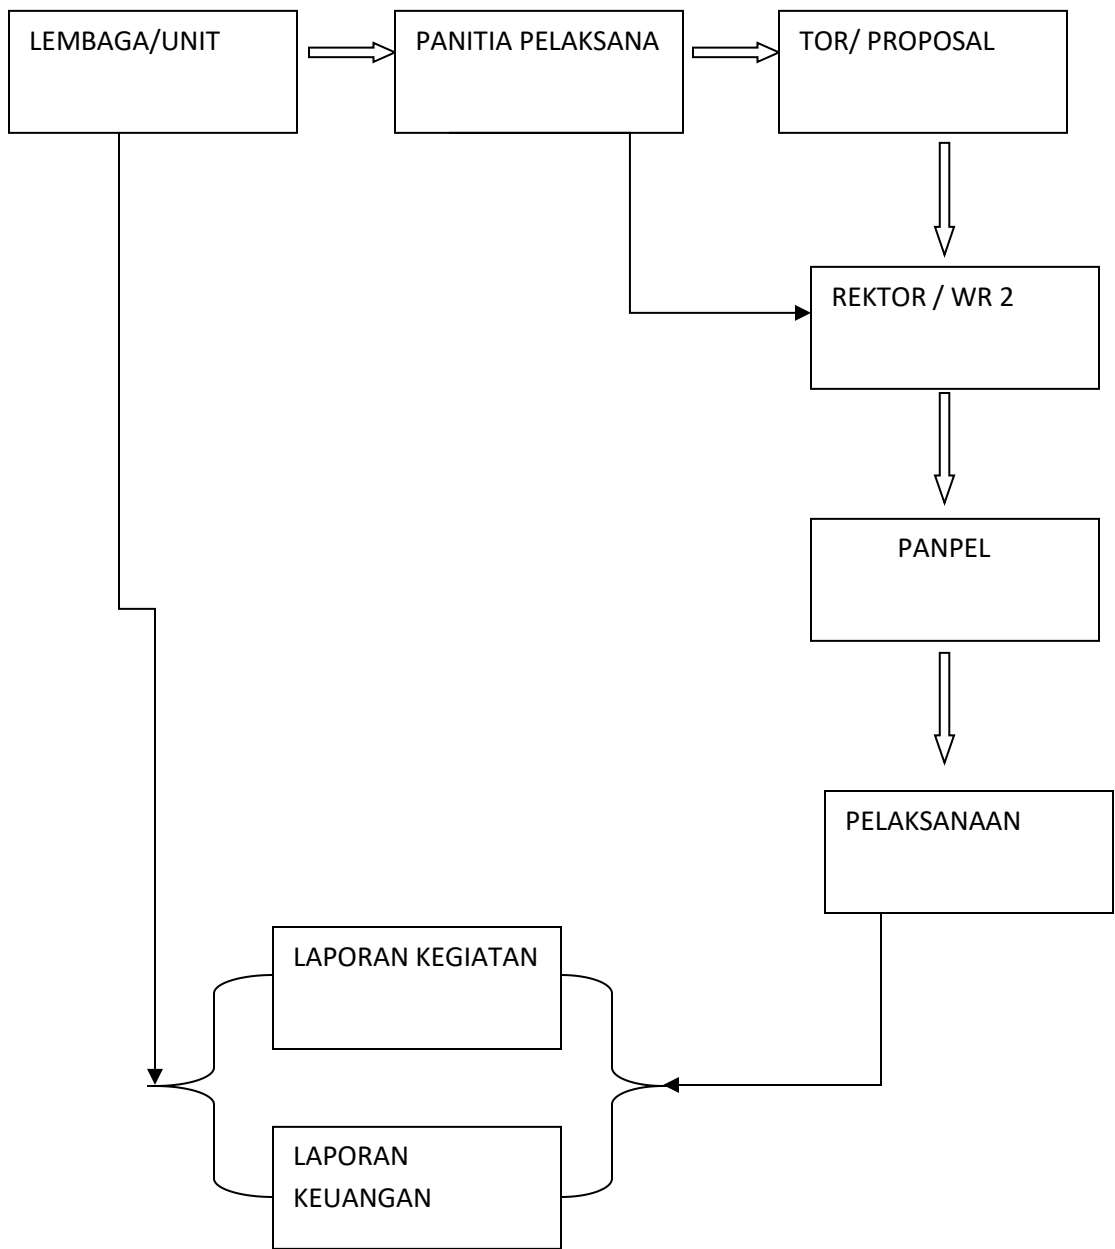 LEMBAGA/UNIT
PANITIA PELAKSANA
TOR/ PROPOSAL
REKTOR / WR 2
PANPEL
PELAKSANAAN
LAPORAN KEGIATAN
LAPORAN
KEUANGAN